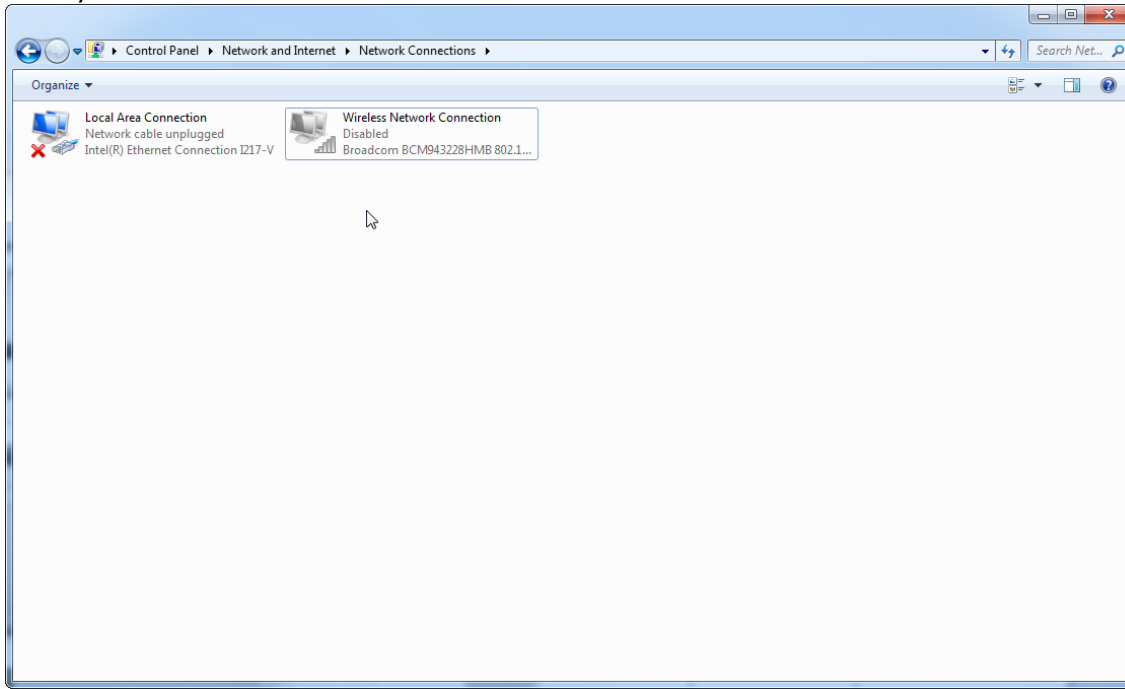 Control Panel ▸ Network and Internet ▸ Network Connections ▸
Search Net...
Organize
Local Area Connection
Network cable unplugged
Intel(R) Ethernet Connection I217-V
Wireless Network Connection
Disabled
Broadcom BCM943228HMB 802.1...